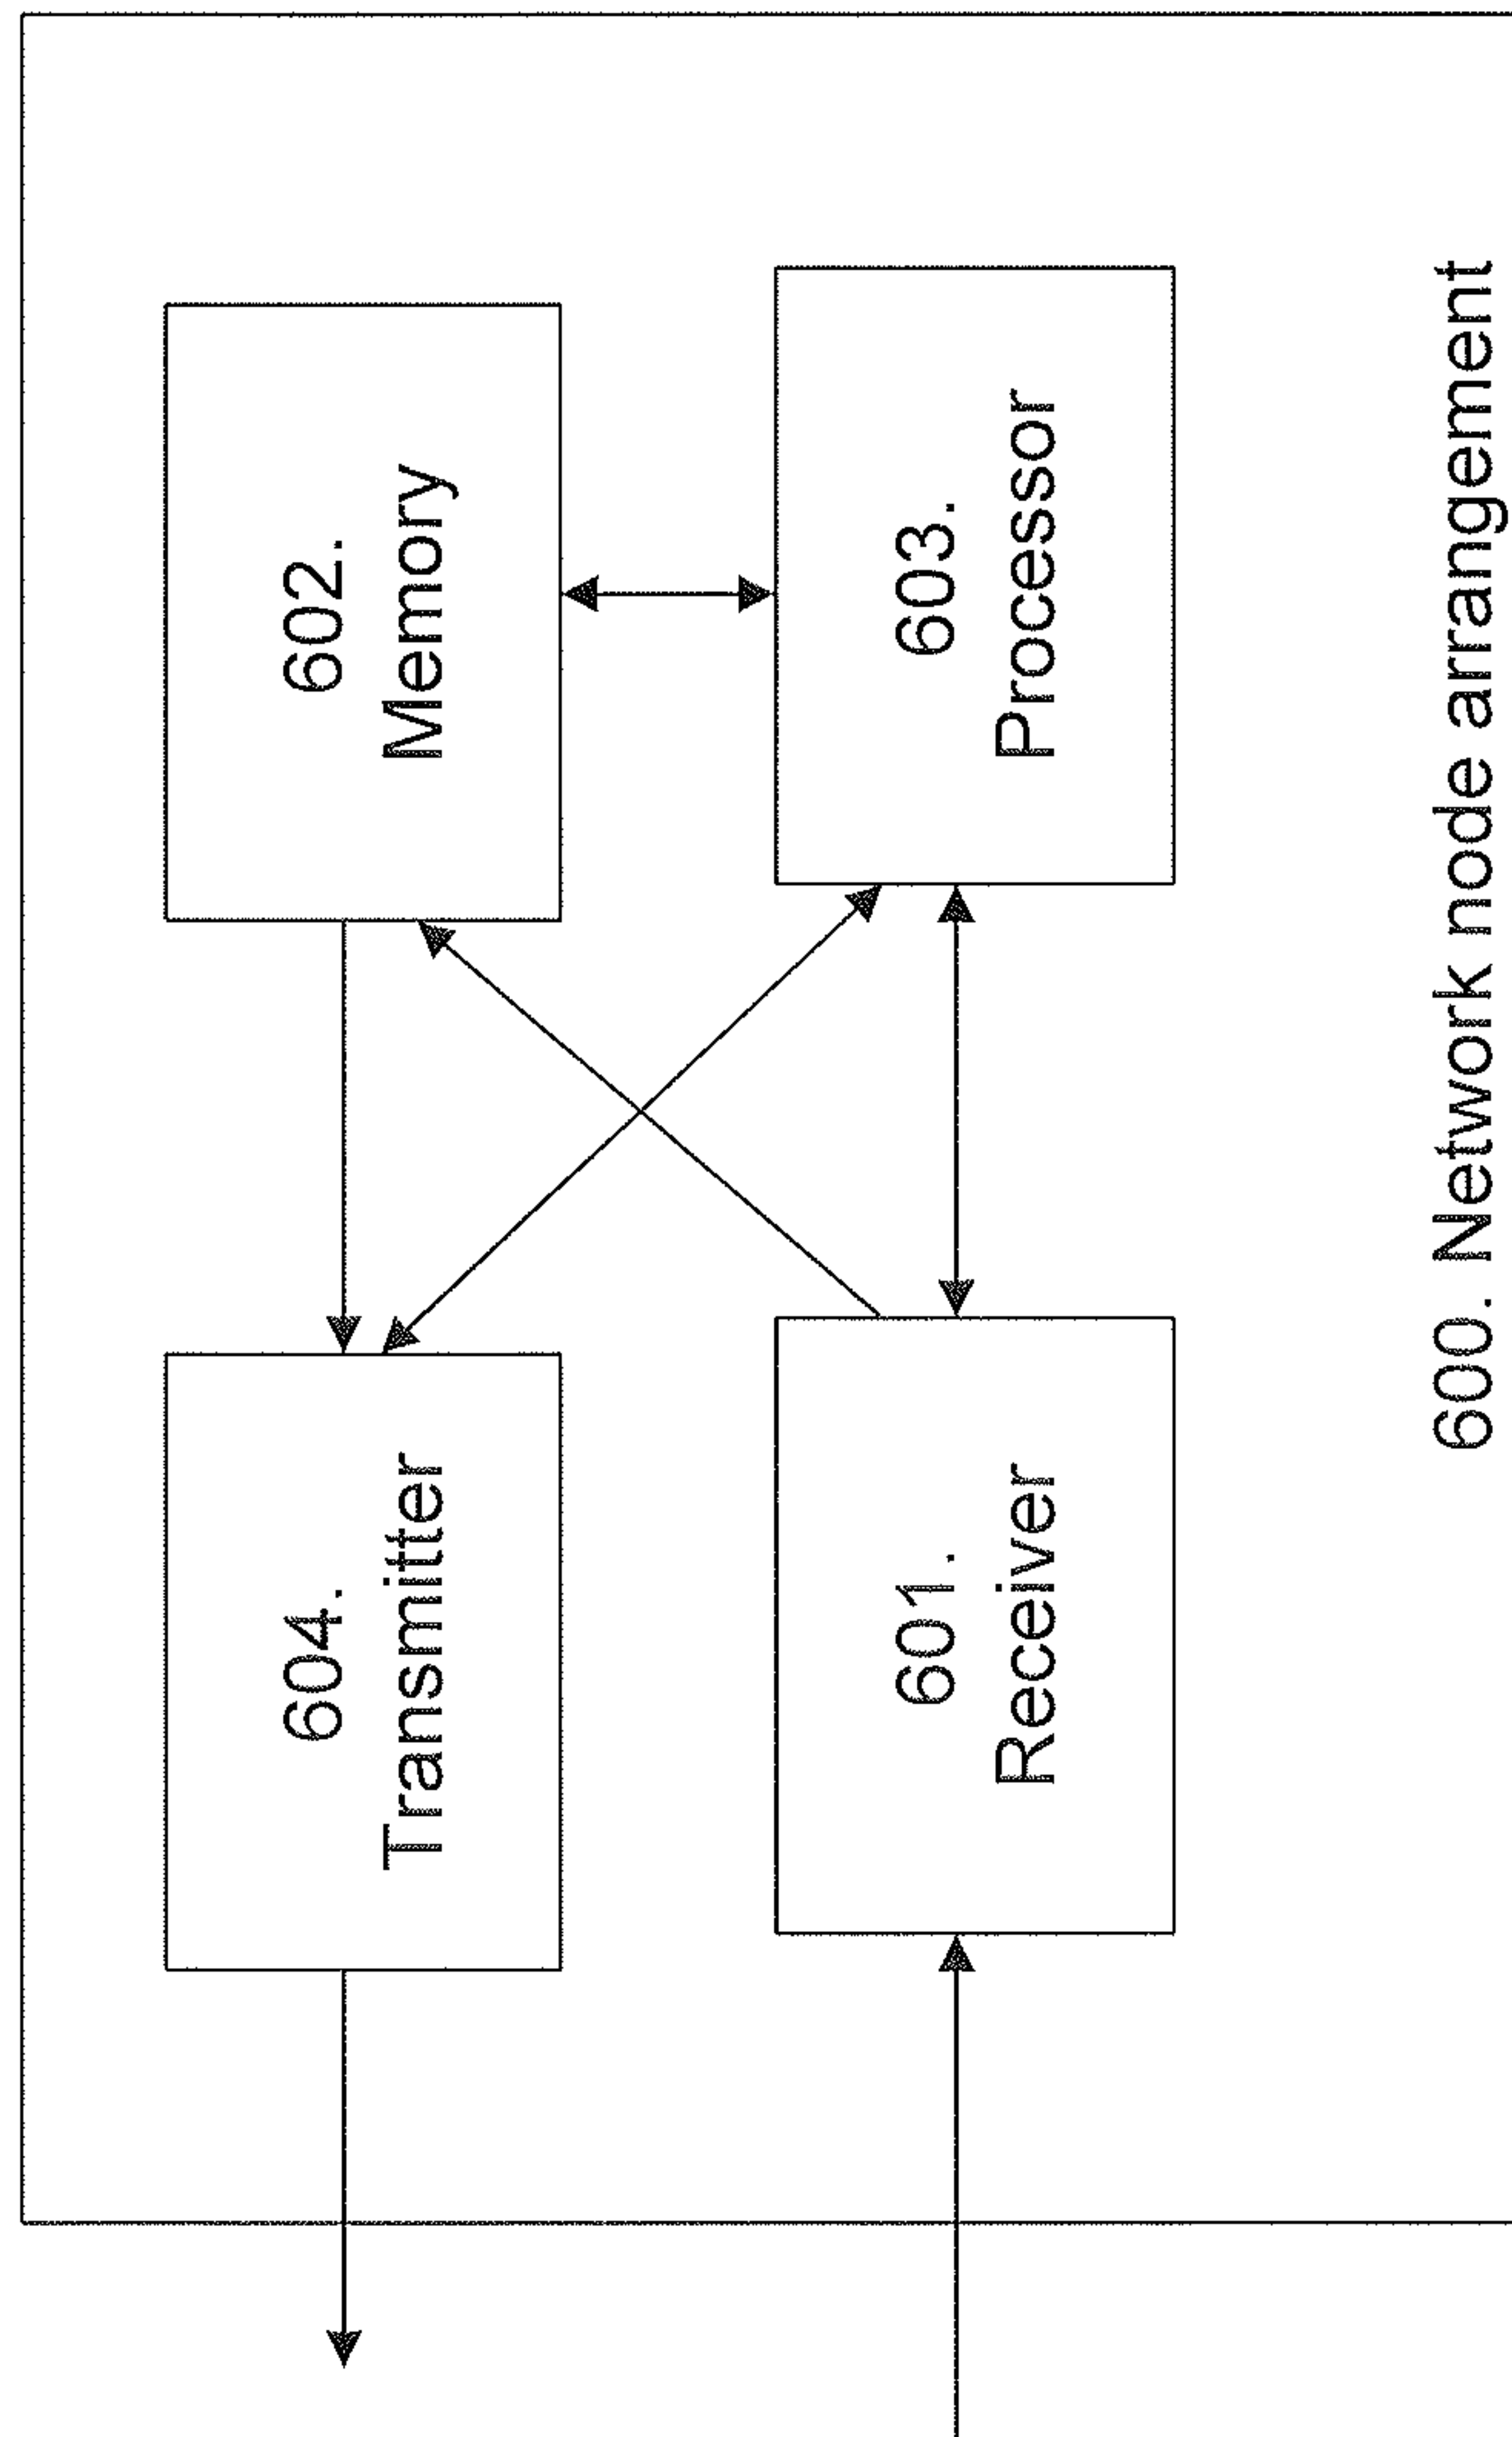 604.
Transmitter
602.
Memory
601.
Receiver
603.
Processor
600. Network node arrangement